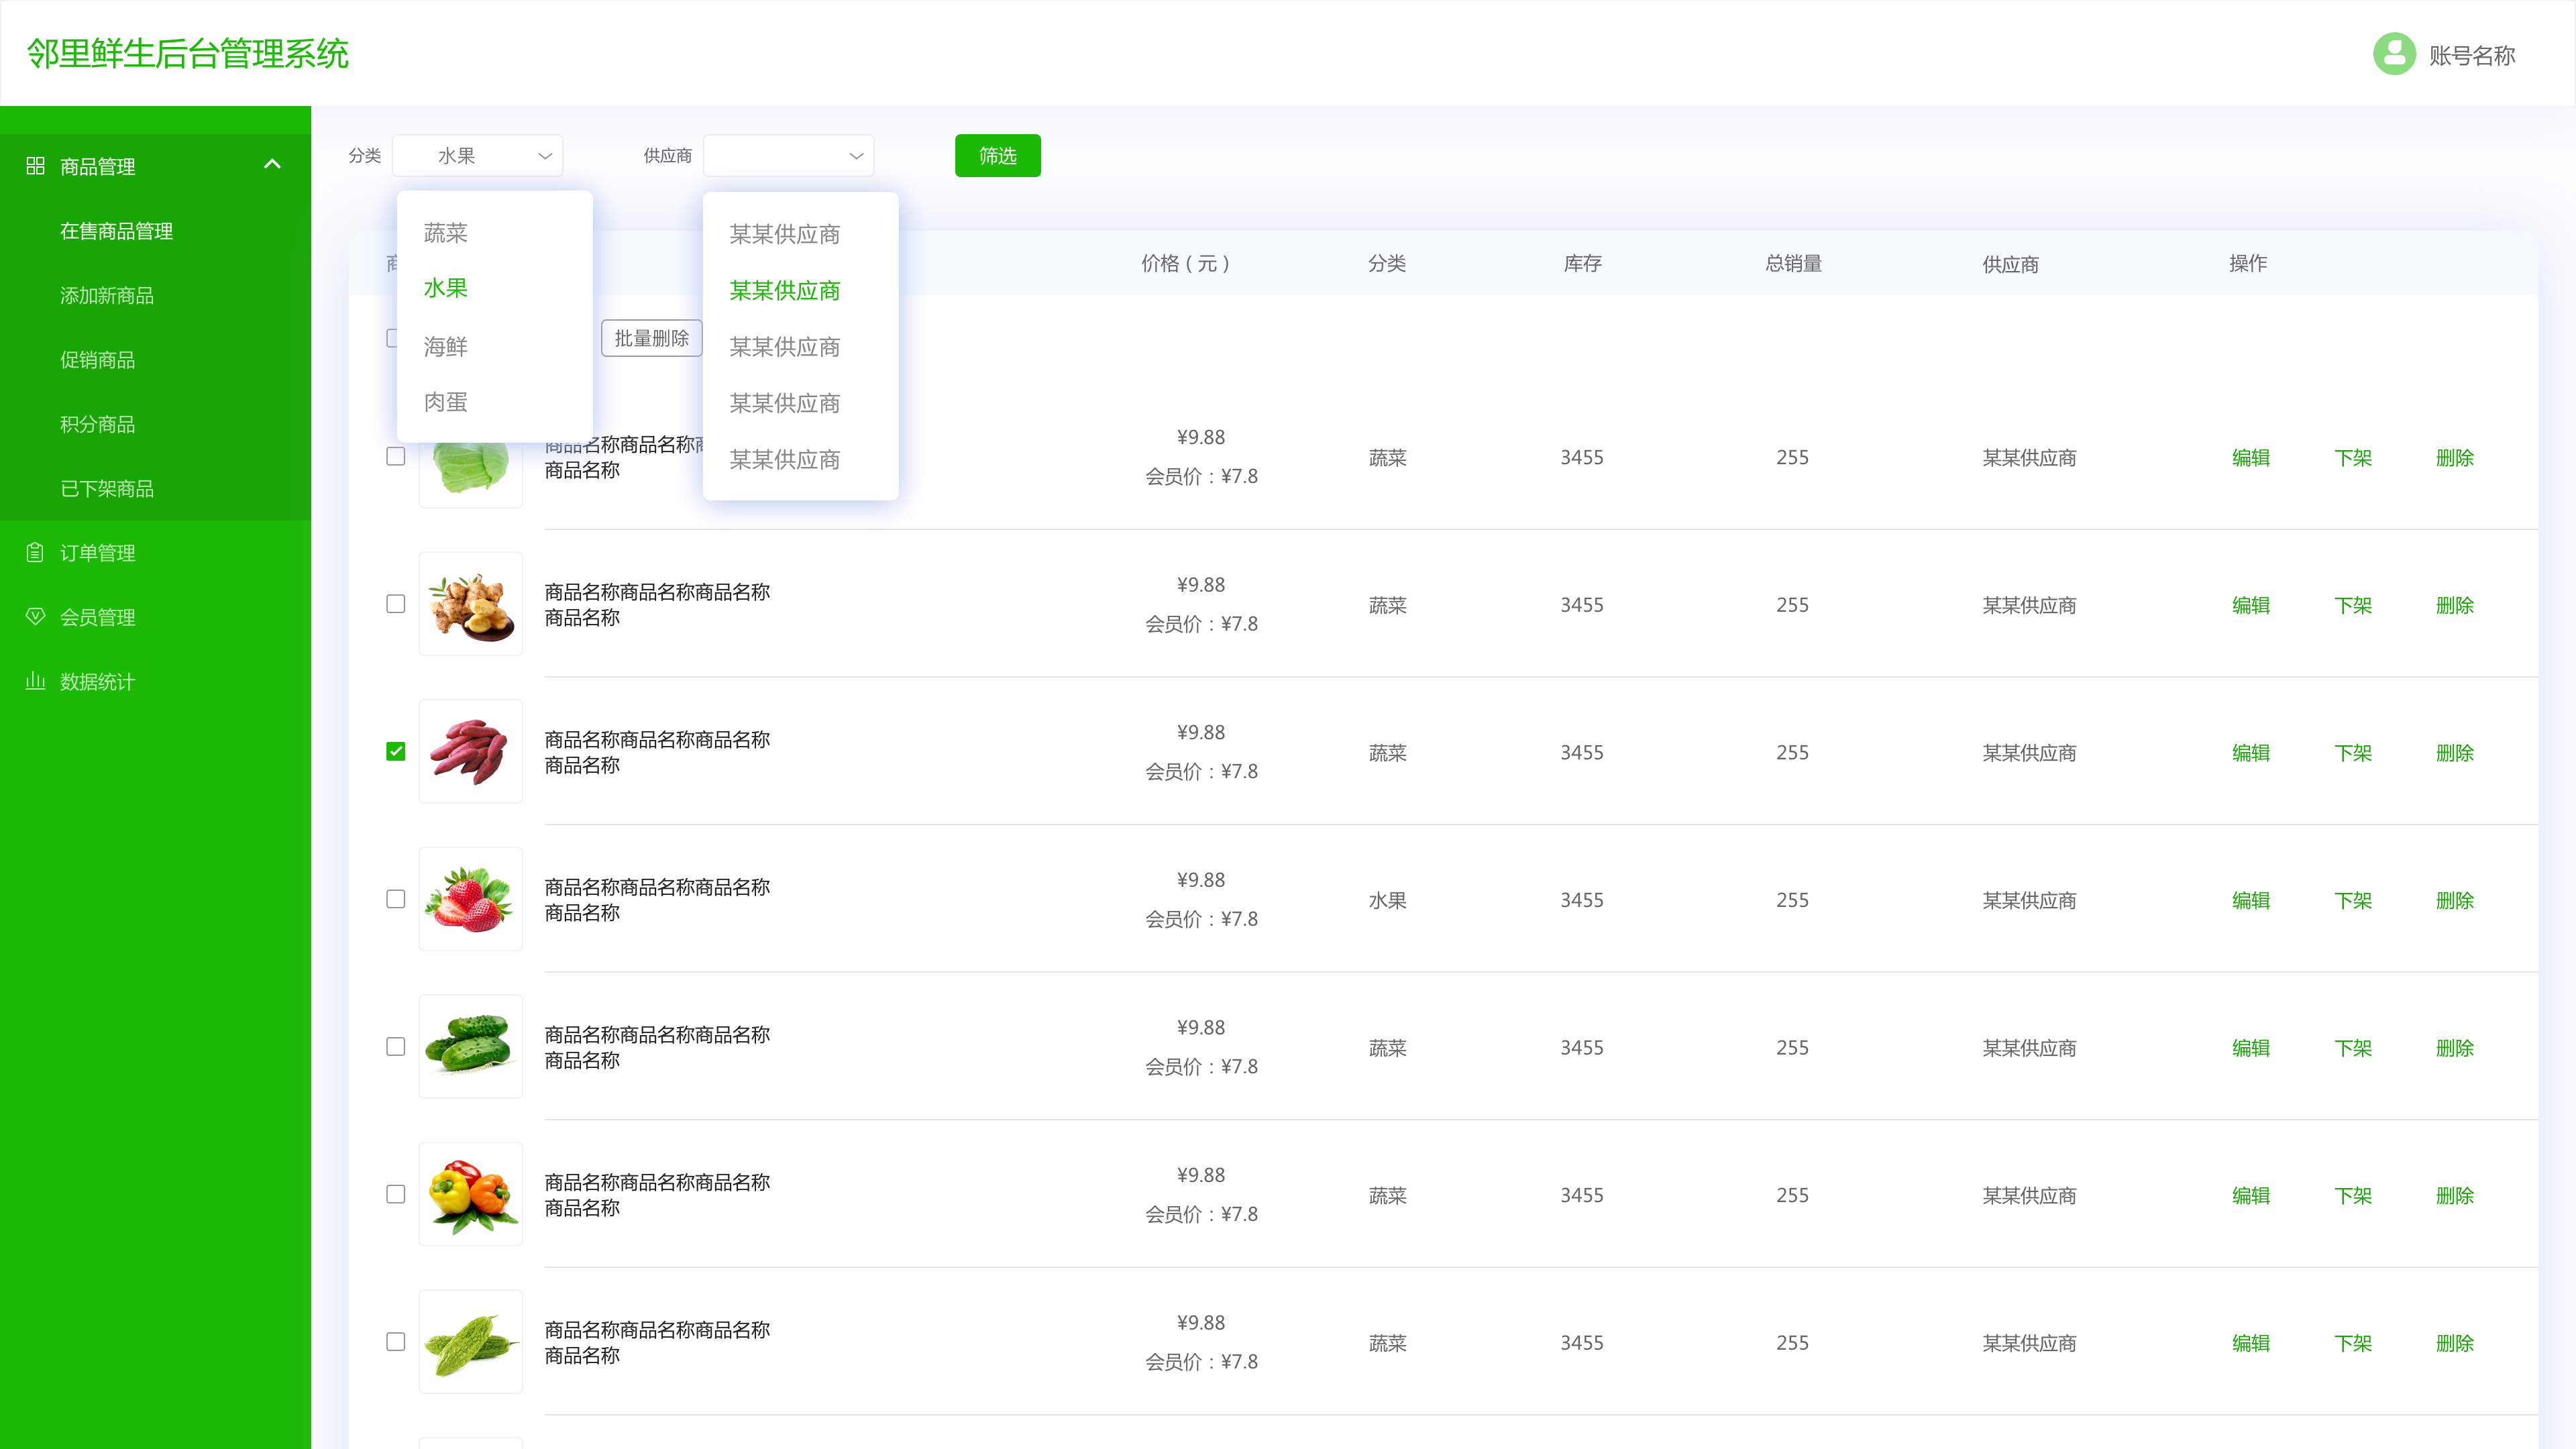 邻里鲜生后台管理系统
账号名称
商品管理
在售商品管理
添加新商品
促销商品
积分商品
已下架商品
订单管理
会员管理
数据统计
分类
水果
供应商
筛选
蔬菜
水果
海鲜
肉蛋
某某供应商
某某供应商
某某供应商
某某供应商
某某供应商
价格（元）
分类
库存
总销量
供应商
操作
批量删除
商品名称商品名称
商品名称
¥9.88
会员价：¥7.8
蔬菜
3455
255
某某供应商
编辑
下架
删除
商品名称商品名称商品名称
商品名称
¥9.88
会员价：¥7.8
蔬菜
3455
255
某某供应商
编辑
下架
删除
商品名称商品名称商品名称
商品名称
¥9.88
会员价：¥7.8
蔬菜
3455
255
某某供应商
编辑
下架
删除
商品名称商品名称商品名称
商品名称
¥9.88
会员价：¥7.8
水果
3455
255
某某供应商
编辑
下架
删除
商品名称商品名称商品名称
商品名称
¥9.88
会员价：¥7.8
蔬菜
3455
255
某某供应商
编辑
下架
删除
商品名称商品名称商品名称
商品名称
¥9.88
会员价：¥7.8
蔬菜
3455
255
某某供应商
编辑
下架
删除
商品名称商品名称商品名称
商品名称
¥9.88
会员价：¥7.8
蔬菜
3455
255
某某供应商
编辑
下架
删除